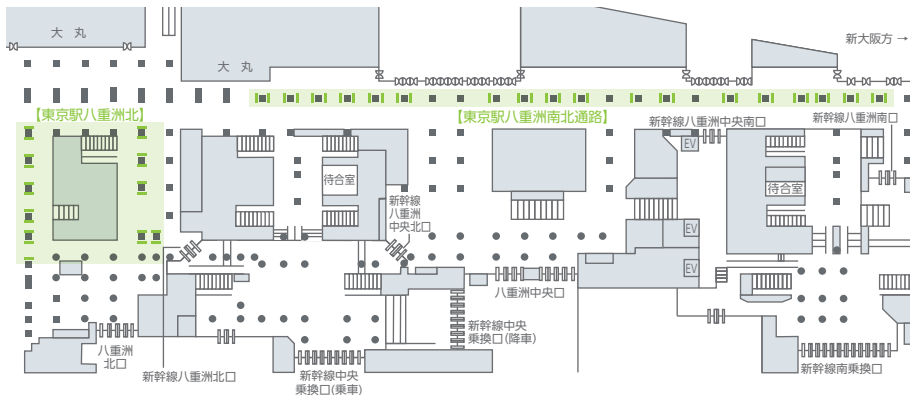 大 丸
大 丸
新大阪方 →
【東京駅八重洲北】
【東京駅八重洲南北通路】
新幹線八重洲中央南口
新幹線八重洲南口
EV
待合室
待合室
新幹線
八重洲
中央北口
EV
EV
八重洲中央口
八重洲
北口
新幹線八重洲北口
新幹線中央
乗換口(乗車)
新幹線中央
乗換口(降車)
新幹線南乗換口